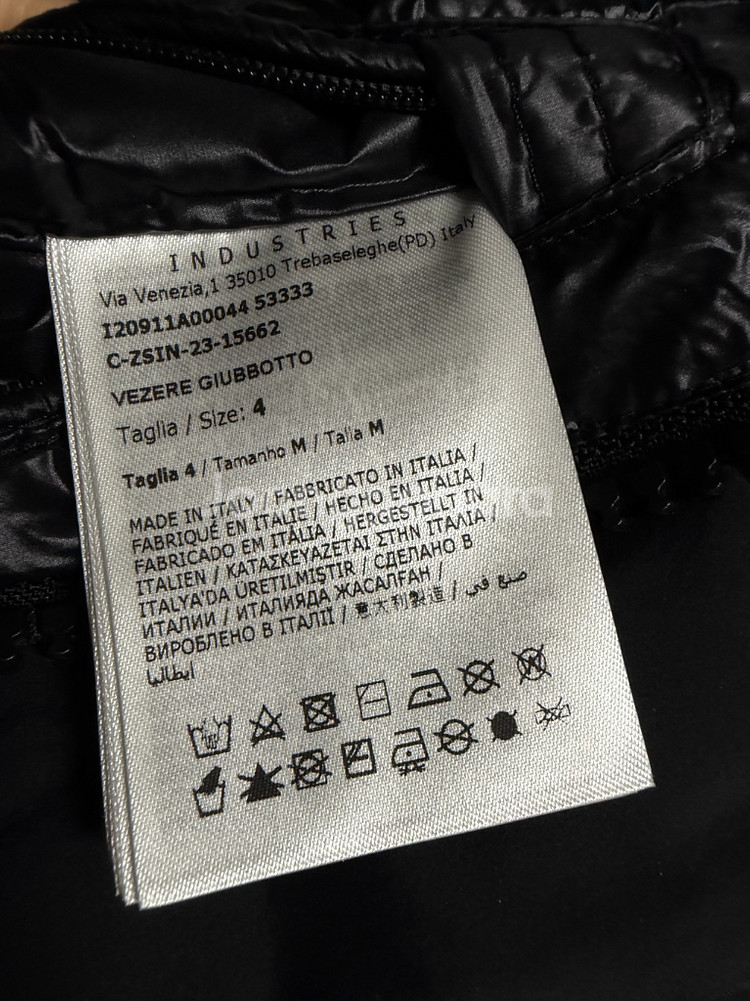 INDUSTRIES
Via Venezia,1 35010 Trebaseleghe(PD) Italy
I20911A00044 53333
C-ZSIN-23-15662
VEZERE GIUBBOTTO
Taglia / Size: 4
Taglia 4 / Tamanho M / Talla M
MADE IN ITALY / FABBRICATO IN ITALIA /
FABRIQUÉ EN ITALIE / HECHO EN ITALIA /
FABRICADO EM ITÁLIA / HERGESTELLT IN
ITALIEN / ΚΑΤΑΣΚΕΥΑΖΕΤΑΙ ΣΤΗΝ ΙΤΑΛΙΑ /
ITALYA'DA ÜRETILMIŞTIR / СДЕЛАНО В
ИТАЛИИ / ИТАЛИЯДА ЖАСАЛҒАН /
ВИРОБЛЕНО В ІТАЛІЇ / 意大利製造 / صنع في
ايطاليا